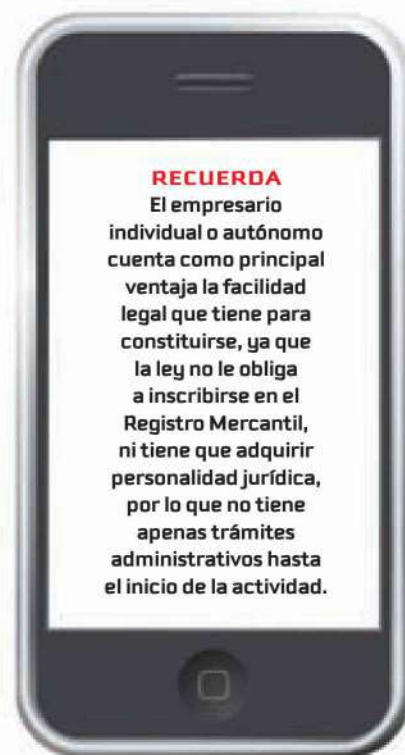 RECUERDA
El empresario
individual o autónomo
cuenta como principal
ventaja la facilidad
legal que tiene para
constituirse, ya que
la ley no le obliga
a inscribirse en el
Registro Mercantil,
ni tiene que adquirir
personalidad jurídica,
por lo que no tiene
apenas trámites
administrativos hasta
el inicio de la actividad.